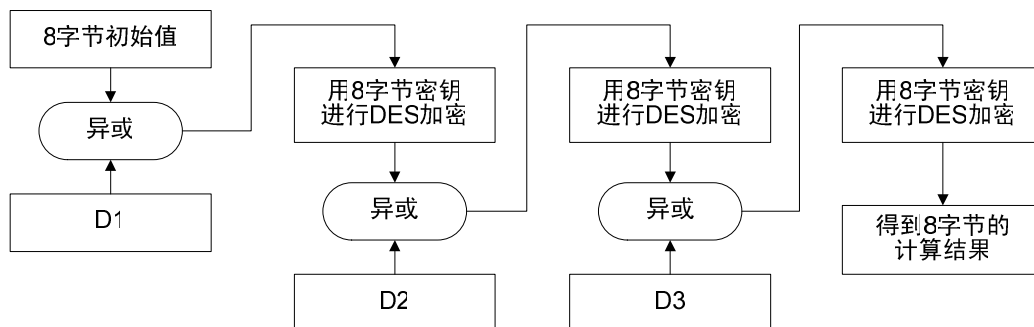 8字节初始值
异或
D1
用8字节密钥
进行DES加密
异或
D2
用8字节密钥
进行DES加密
异或
D3
用8字节密钥
进行DES加密
得到8字节的
计算结果